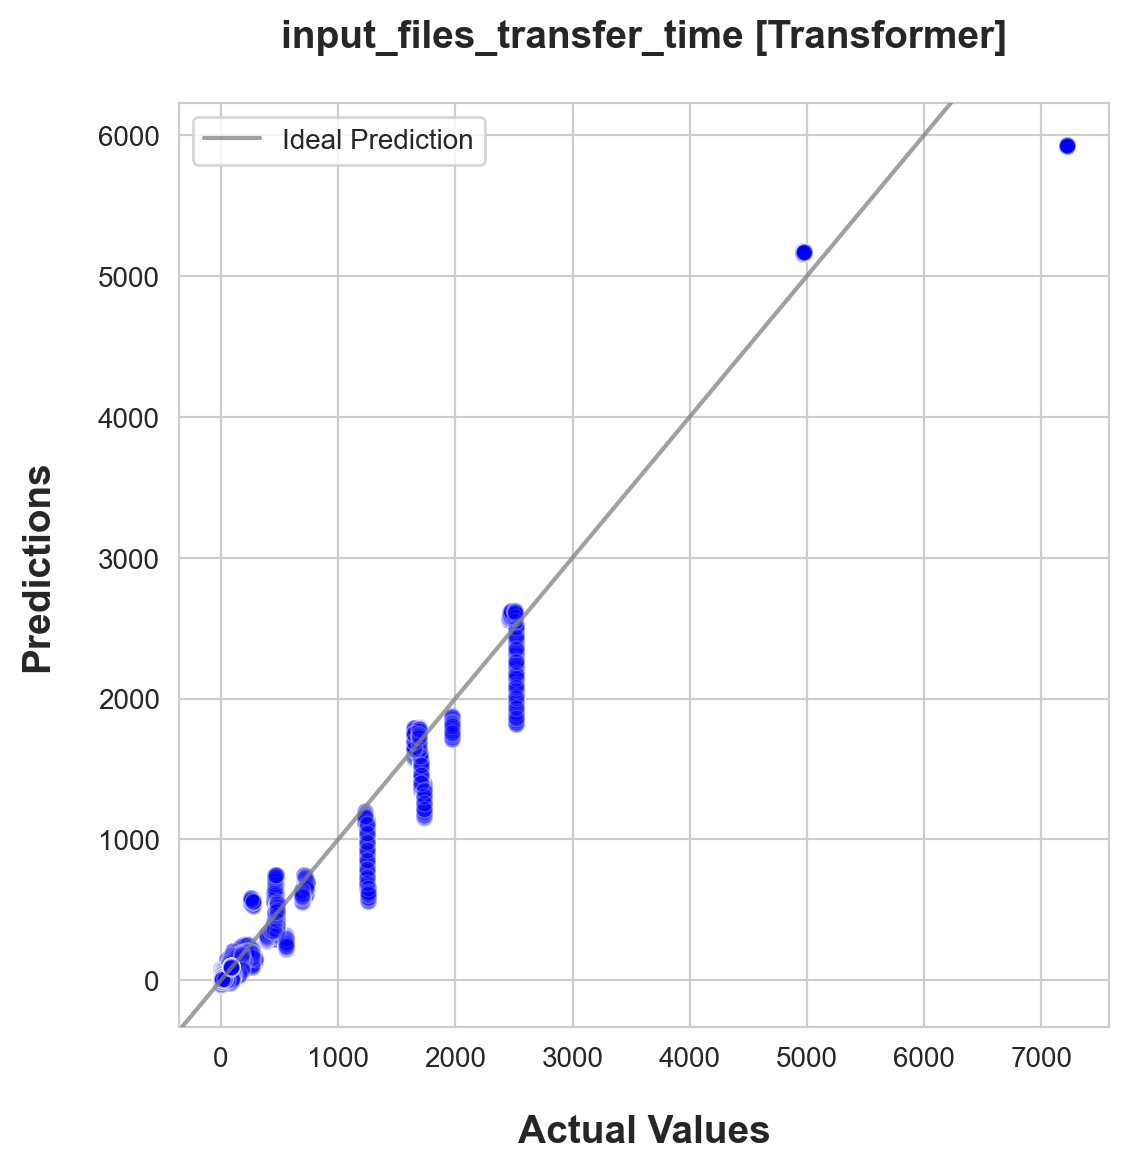 input_files_transfer_time [Transformer]
Ideal Prediction
6000
5000
4000
3000
2000
1000
0
Predictions
0 1000 2000 3000 4000 5000 6000 7000
Actual Values